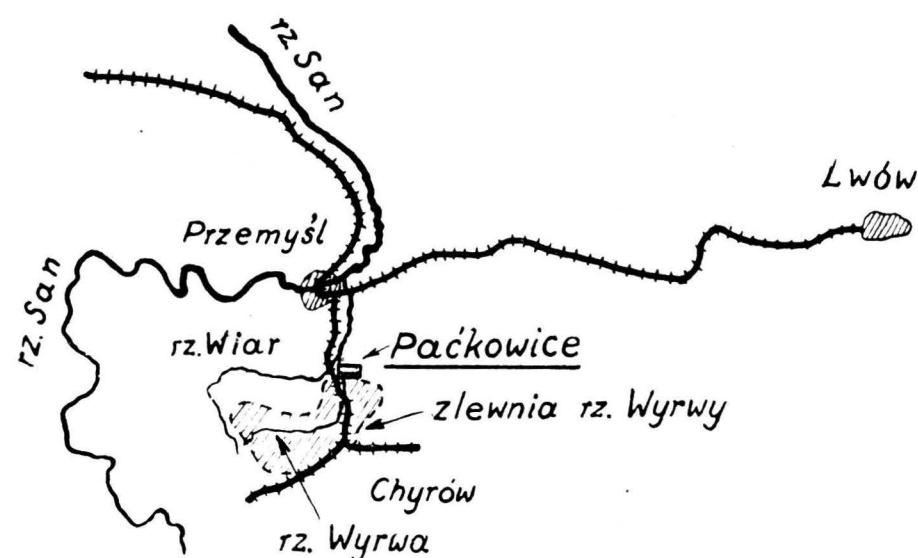 rz. San
Lwów
Przemyśl
rz. San
rz. Wiar
Paćkowice
zlewnia rz. Wyrwy
Chyrów
rz. Wyrwa